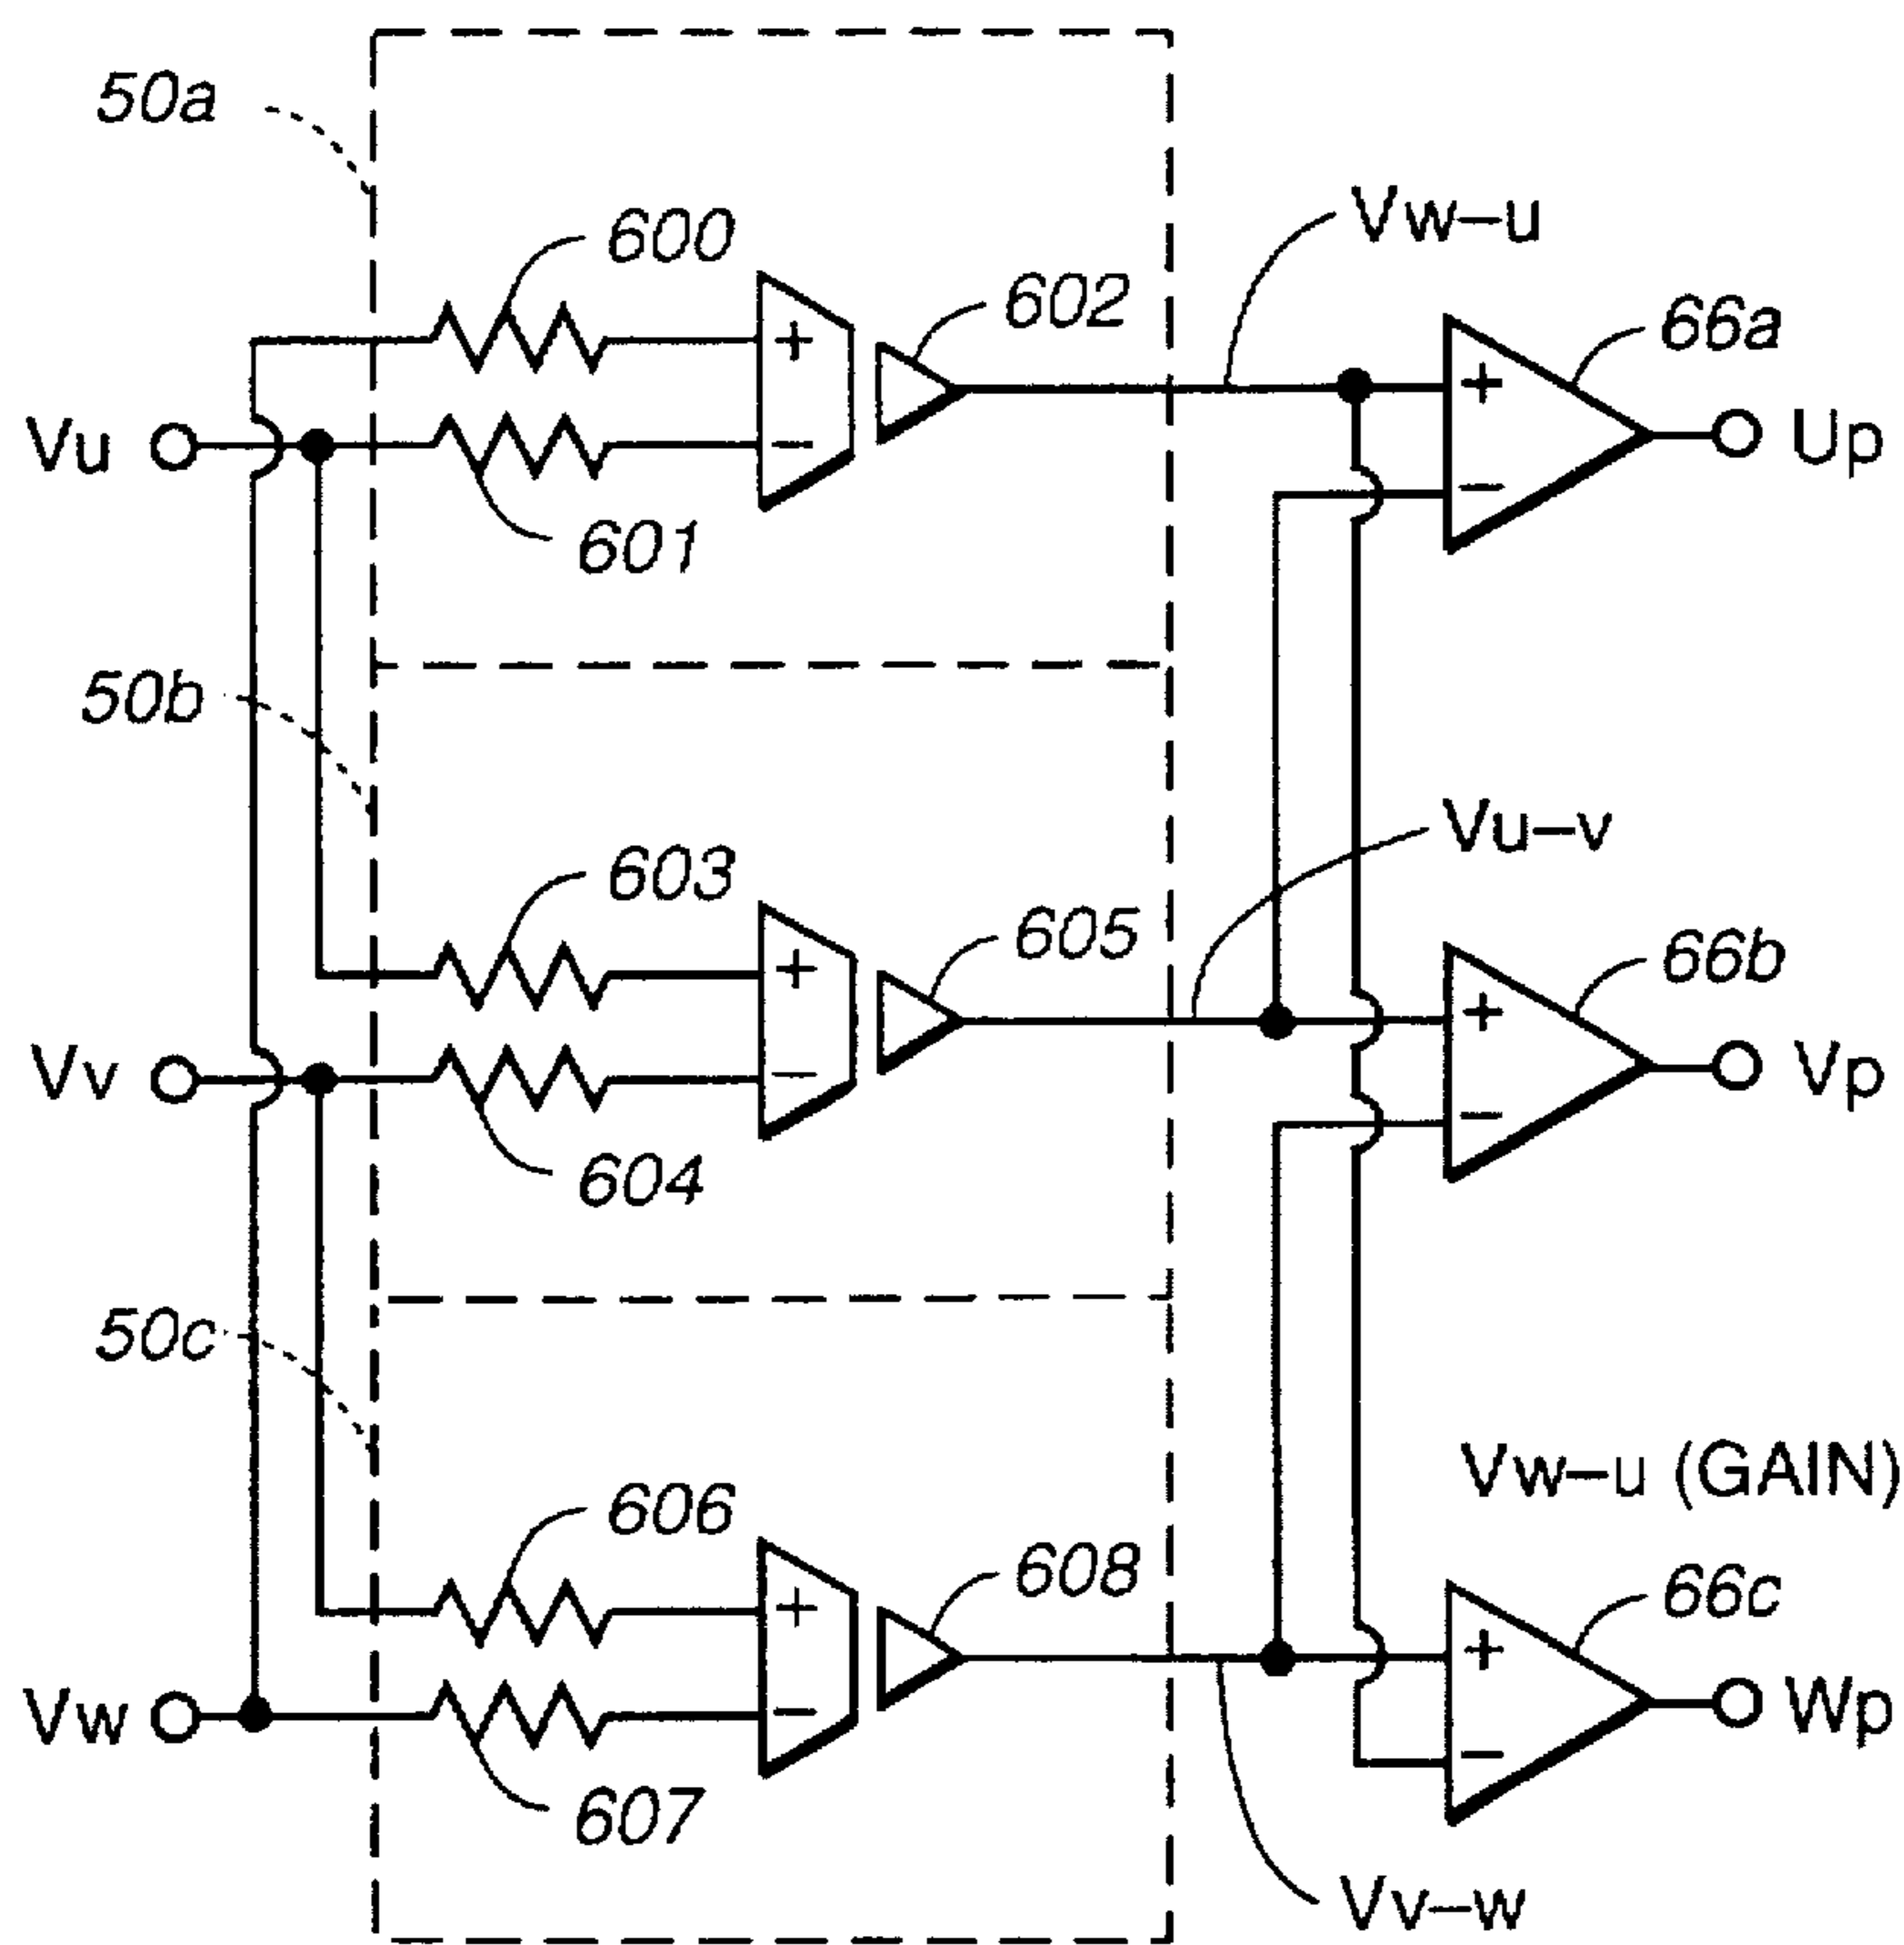 50a
600
602
Vw–u
66a
+
+
Vu
−
−
Up
601
50b
Vu–v
603
605
66b
+
+
Vv
−
−
Vp
604
50c
Vw–u (GAIN)
606
608
66c
+
+
Vw
−
−
Wp
607
Vv–w